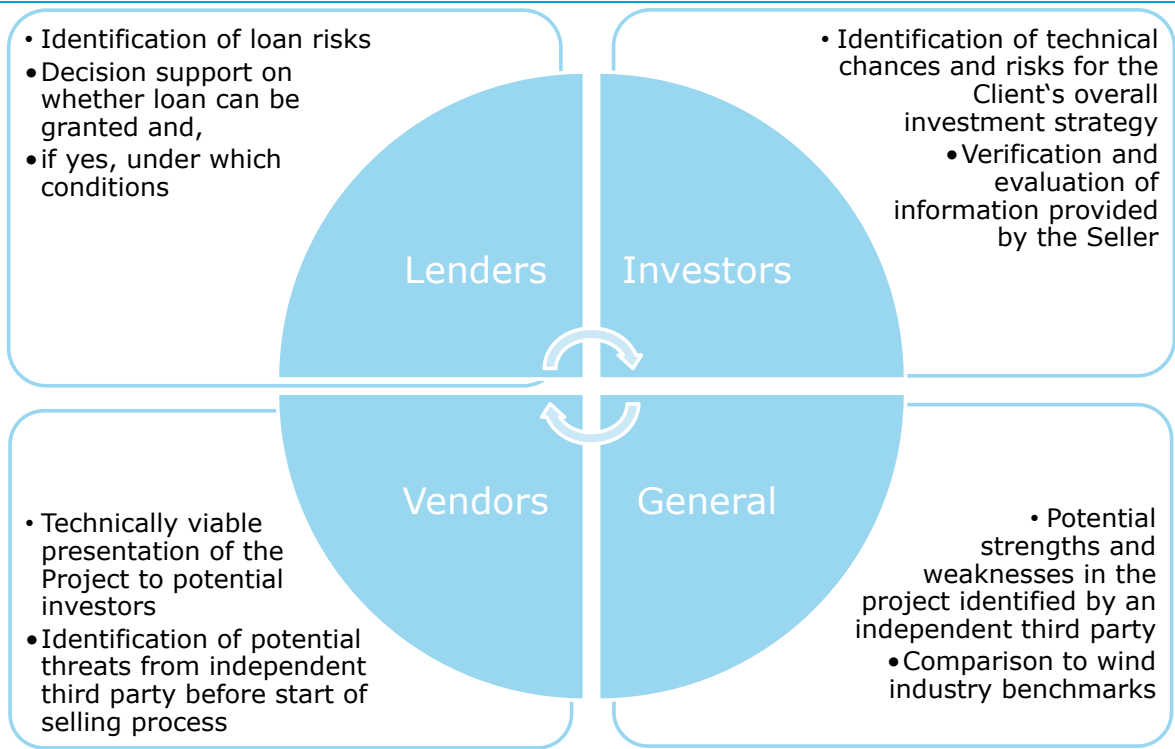 • Identification of loan risks
• Decision support on
whether loan can be
granted and,
• if yes, under which
conditions
• Identification of technical
chances and risks for the
Client‘s overall
investment strategy
• Verification and
evaluation of
information provided
by the Seller
Lenders
Investors
Vendors
General
• Technically viable
presentation of the
Project to potential
investors
• Identification of potential
threats from independent
third party before start of
selling process
• Potential
strengths and
weaknesses in the
project identified by an
independent third party
• Comparison to wind
industry benchmarks